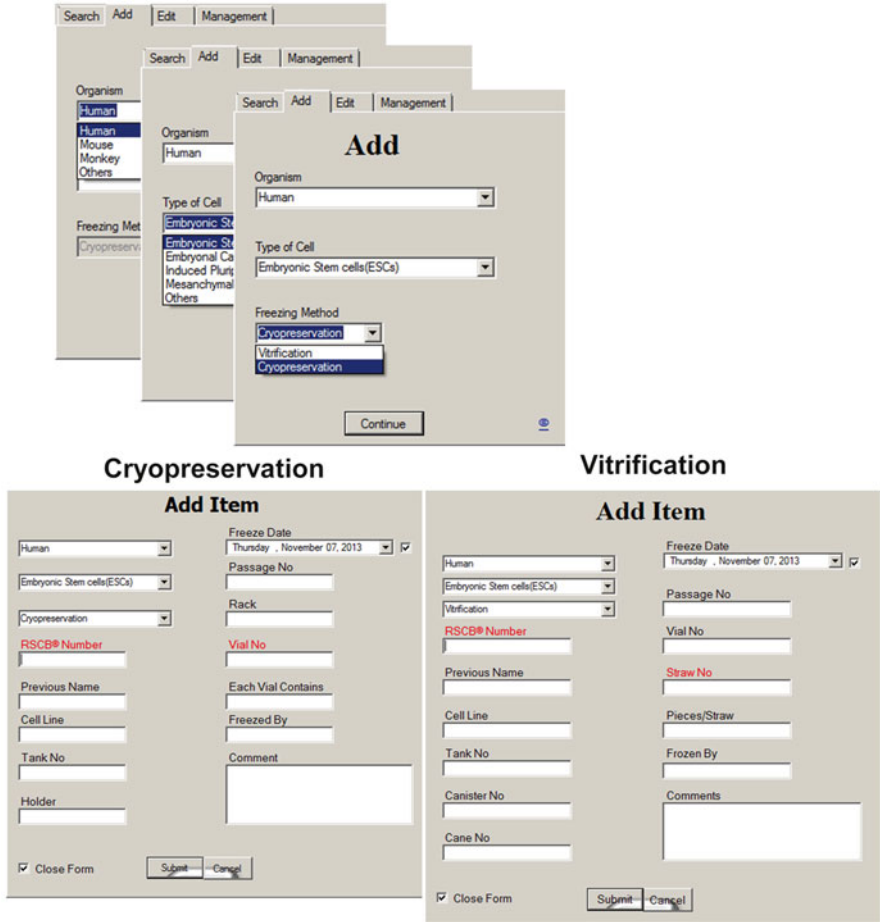 Search Add Edit Management
Organism
Human
Human
Mouse
Monkey
Others
Freezing Met
Cryopreserv
Search Add Edit Management
Organism
Human
Type of Cell
Embryonic Ste
Embryonic Ste
Embryonal Ca
Induced Plurip
Mesanchymal
Others
Search Add Edit Management
Add
Organism
Human
Type of Cell
Embryonic Stem cells(ESCs)
Freezing Method
Cryopreservation
Vitrification
Cryopreservation
Continue
Cryopreservation
Add Item
Human
Embryonic Stem cells(ESCs)
Cryopreservation
RSCB® Number
Previous Name
Cell Line
Tank No
Holder
Freeze Date
Thursday , November 07, 2013
Passage No
Rack
Vial No
Each Vial Contains
Freezed By
Comment
Close Form
Submit Cancel
Vitrification
Add Item
Human
Embryonic Stem cells(ESCs)
Vitrification
RSCB® Number
Previous Name
Cell Line
Tank No
Canister No
Cane No
Freeze Date
Thursday , November 07, 2013
Passage No
Vial No
Straw No
Pieces/Straw
Frozen By
Comments
Close Form
Submit Cancel